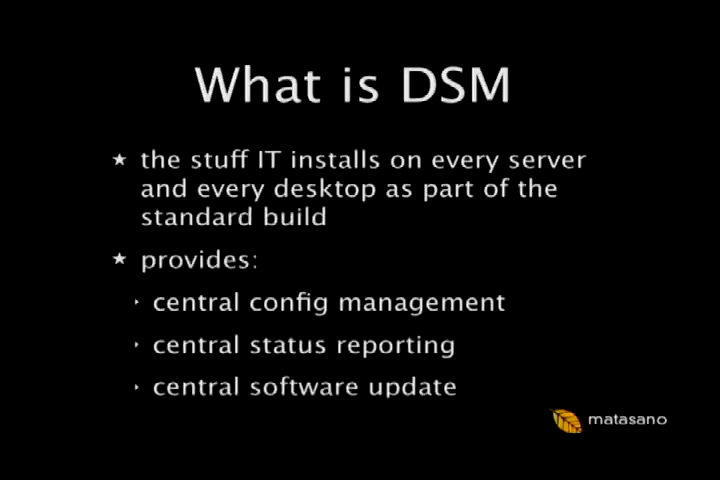 What is DSM
the stuff IT installs on every server
and every desktop as part of the
standard build
provides:
central config management
central status reporting
central software update
matasano